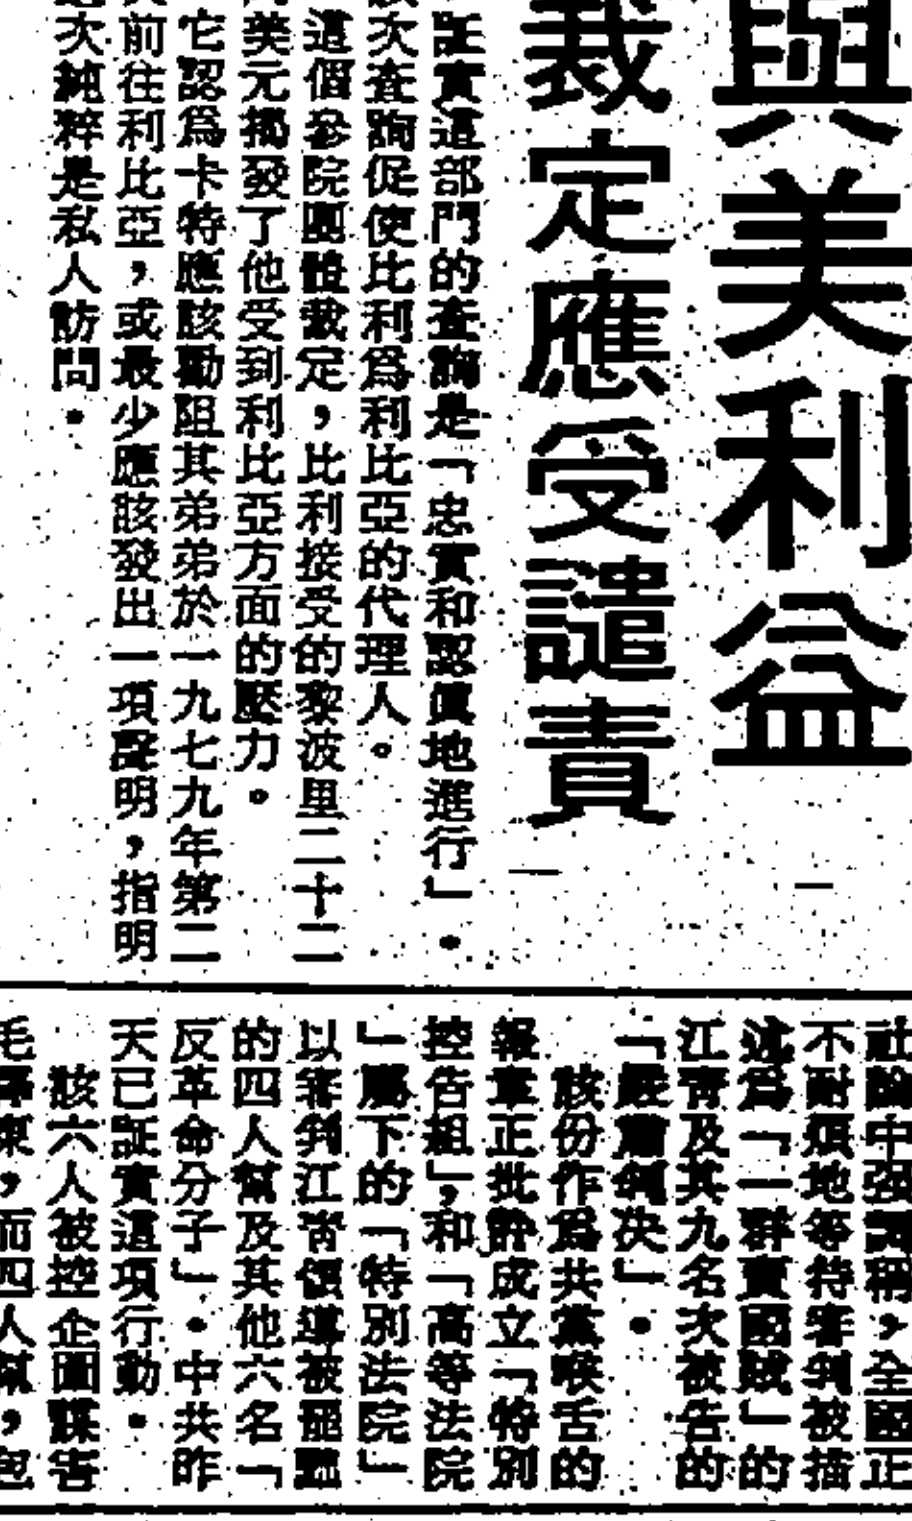 與美利益
裁定應受譴責
証實這部門的查詢是「忠實和認真地進行」．
該次查詢促使比利爲利比亞的代理人。
這個參院團體裁定，比利接受的黎波里二十二
美元揭發了他受到利比亞方面的壓力。
它認爲卡特應該勸阻其弟弟於一九七九年第二
前往利比亞，或最少應該發出一項聲明，指明
次純粹是私人訪問．
社論中强調稱，全國正
不耐煩地等待審判被描
述爲「一群賣國賊」的
江靑及其九名次被告的
「嚴肅判决」．
該份作爲共黨喉舌的
報章正批評成立「特別
控告組」，和「高等法院
」屬下的「特別法院」
以審判江靑領導被罷黜
的四人幫及其他六名「
反革命分子」．中共昨
天已証實這項行動．
該六人被控企圖謀害
毛澤東，而四人幫，包